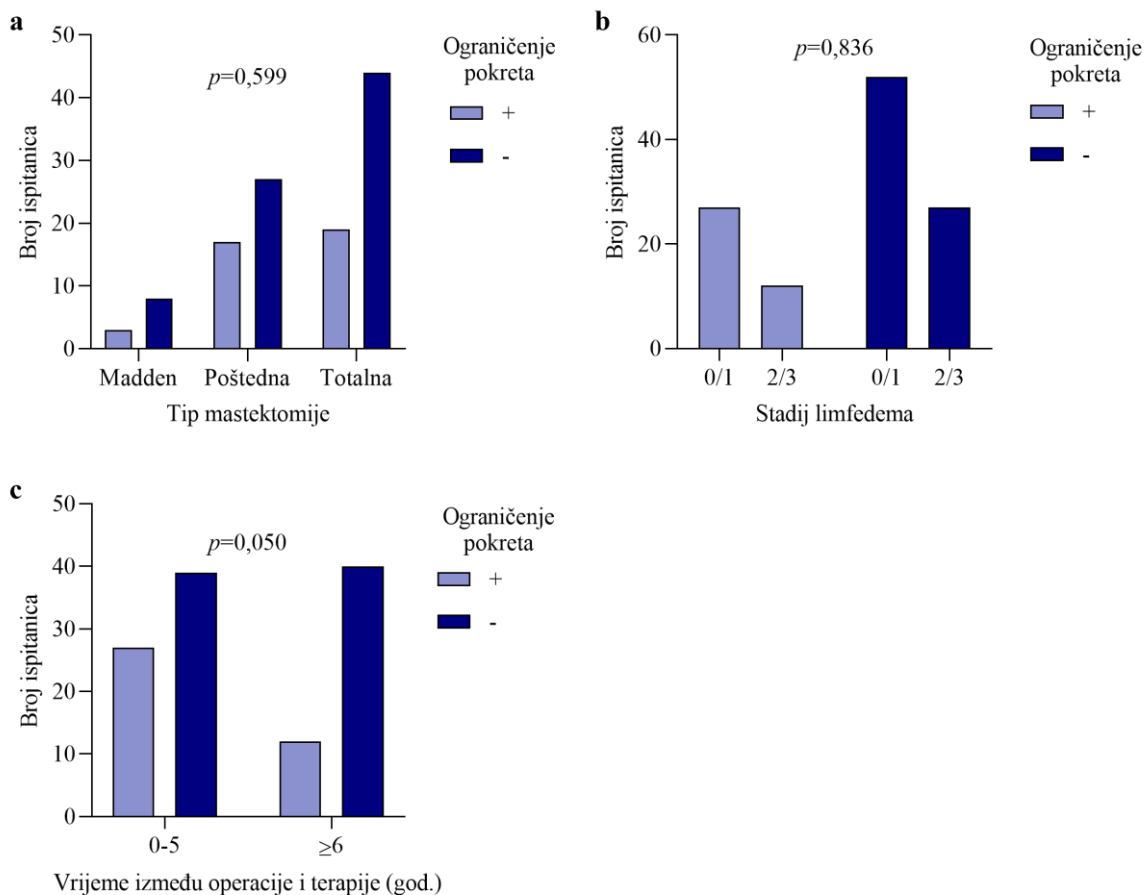 a
50
40
30
20
10
0
Broj ispitanica
p=0,599
Ograničenje
pokreta
+
-
Madden Poštedna Totalna
Tip mastektomije
b
60
40
20
0
Broj ispitanica
p=0,836
Ograničenje
pokreta
+
-
0/1 2/3 0/1 2/3
Stadij limfedema
c
50
40
30
20
10
0
Broj ispitanica
p=0,050
Ograničenje
pokreta
+
-
0-5 ≥6
Vrijeme između operacije i terapije (god.)